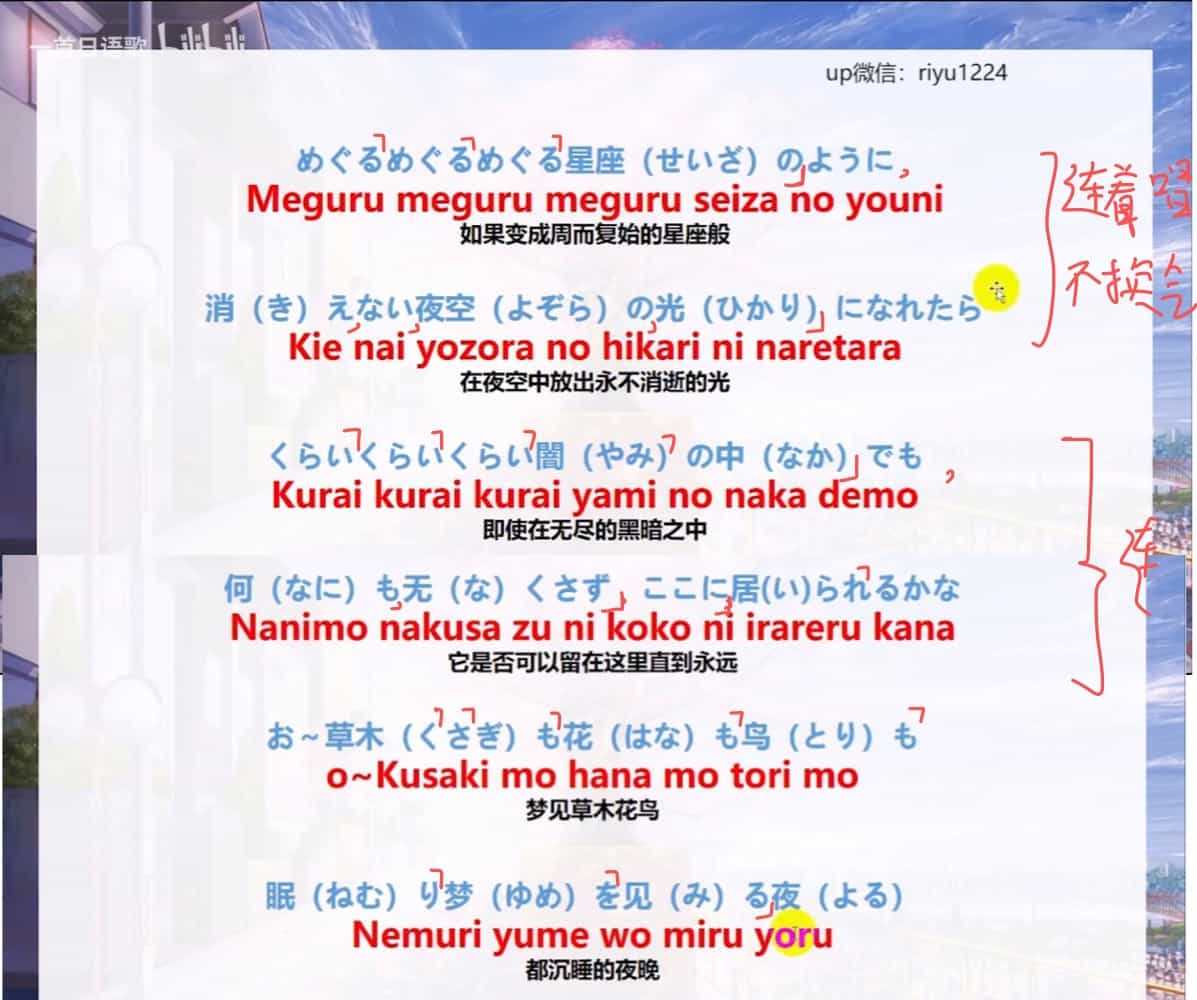 一首日语歌 bilibili
up微信：riyu1224
めぐるめぐるめぐる星座（せいざ）のように
Meguru meguru meguru seiza no youni
如果变成周而复始的星座般
连着唱
不换气
消（き）えない夜空（よぞら）の光（ひかり）になれたら
Kie nai yozora no hikari ni naretara
在夜空中放出永不消逝的光
くらいくらいくらい闇（やみ）の中（なか）でも
Kurai kurai kurai yami no naka demo
即使在无尽的黑暗之中
连
何（なに）も无（な）くさず，ここに居(い)られるかな
Nanimo nakusa zu ni koko ni irareru kana
它是否可以留在这里直到永远
お～草木（くさぎ）も花（はな）も鸟（とり）も
o~Kusaki mo hana mo tori mo
梦见草木花鸟
眠（ねむ）り梦（ゆめ）を见（み）る夜（よる）
Nemuri yume wo miru yoru
都沉睡的夜晚